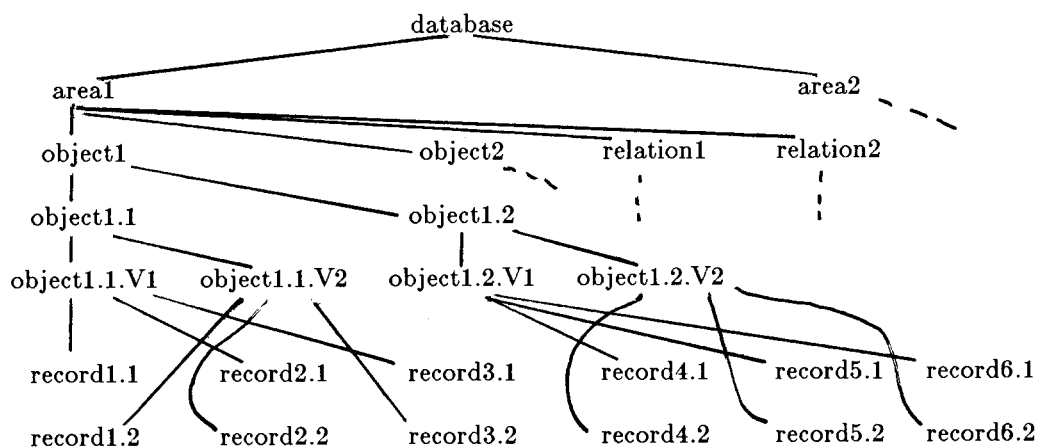 database
area1 area2
object1 object2 relation1 relation2
object1.1 object1.2
object1.1.V1 object1.1.V2 object1.2.V1 object1.2.V2
record1.1 record2.1 record3.1 record4.1 record5.1 record6.1
record1.2 record2.2 record3.2 record4.2 record5.2 record6.2